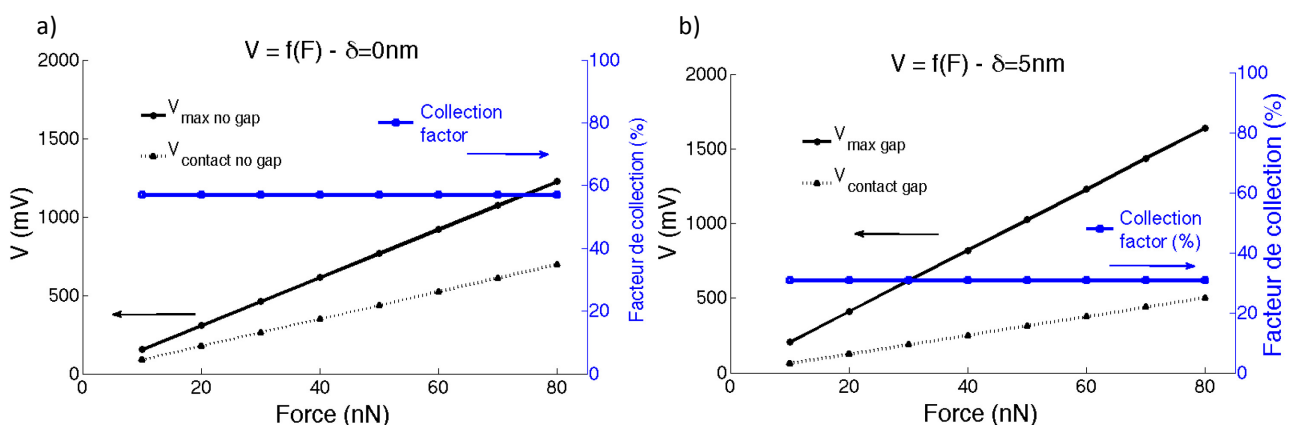 a)
V = f(F) - δ=0nm
V (mV)
2000
1500
1000
500
0
V max no gap
V contact no gap
Collection
factor
100
80
60
40
20
0
Facteur de collection (%)
0 20 40 60 80
Force (nN)
b)
V = f(F) - δ=5nm
V (mV)
2000
1500
1000
500
0
V max gap
V contact gap
Collection
factor (%)
100
80
60
40
20
0
Facteur de collection (%)
0 20 40 60 80
Force (nN)